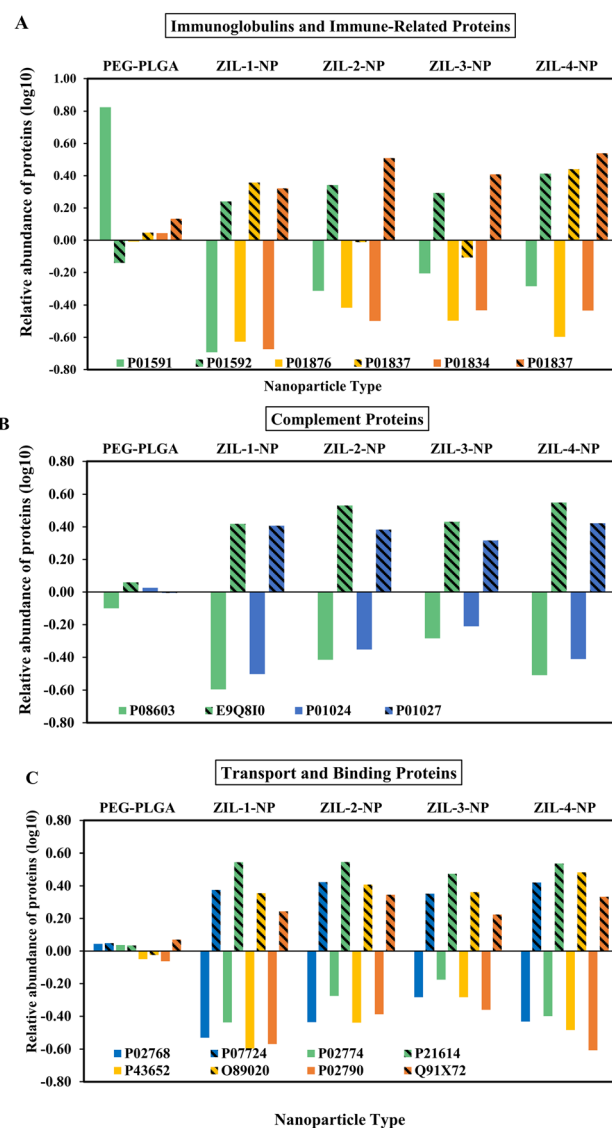 A
Immunoglobulins and Immune-Related Proteins
PEG-PLGA ZIL-1-NP ZIL-2-NP ZIL-3-NP ZIL-4-NP
Relative abundance of proteins (log10)
1.00
0.80
0.60
0.40
0.20
0.00
-0.20
-0.40
-0.60
-0.80
P01591 P01592 P01876 P01837 P01834 P01837
Nanoparticle Type
B
Complement Proteins
PEG-PLGA ZIL-1-NP ZIL-2-NP ZIL-3-NP ZIL-4-NP
Relative abundance of proteins (log10)
0.80
0.60
0.40
0.20
0.00
-0.20
-0.40
-0.60
-0.80
P08603 E9Q8I0 P01024 P01027
C
Transport and Binding Proteins
PEG-PLGA ZIL-1-NP ZIL-2-NP ZIL-3-NP ZIL-4-NP
Relative abundance of proteins (log10)
0.80
0.60
0.40
0.20
0.00
-0.20
-0.40
-0.60
-0.80
P02768 P07724 P02774 P21614
P43652 O89020 P02790 Q91X72
Nanoparticle Type